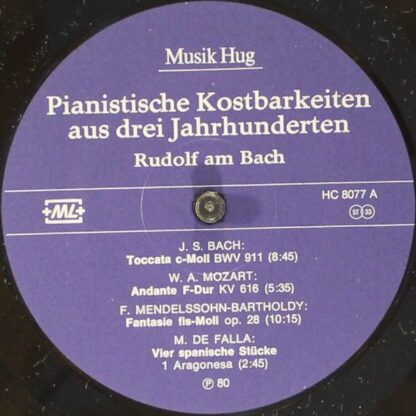 Musik Hug
Pianistische Kostbarkeiten
aus drei Jahrhunderten
Rudolf am Bach
HC 8077 A
ML
ST 33
J. S. BACH:
Toccata c-Moll BWV 911 (8:45)
W. A. MOZART:
Andante F-Dur KV 616 (5:35)
F. MENDELSSOHN-BARTHOLDY:
Fantasie fis-Moll op. 28 (10:15)
M. DE FALLA:
Vier spanische Stücke
1 Aragonesa (2:45)
Ⓟ 80